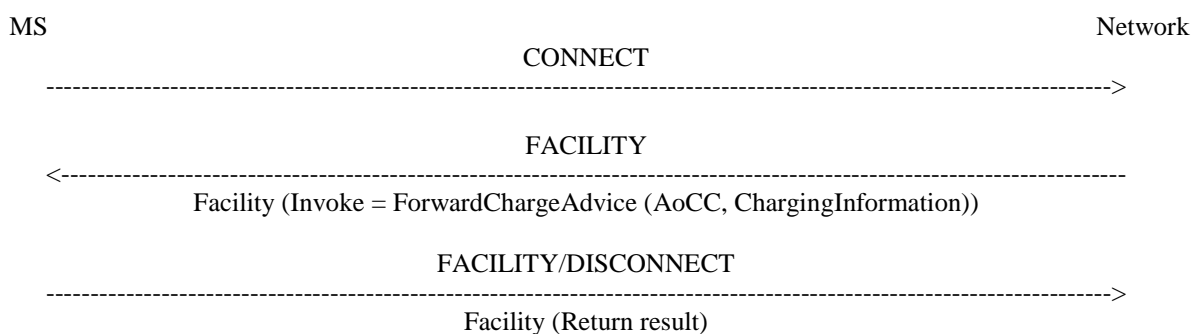 MS Network
CONNECT
------------------------------------------------------------------------------------------------------------------------>
FACILITY
<------------------------------------------------------------------------------------------------------------------------
Facility (Invoke = ForwardChargeAdvice (AoCC, ChargingInformation))
FACILITY/DISCONNECT
------------------------------------------------------------------------------------------------------------------------>
Facility (Return result)